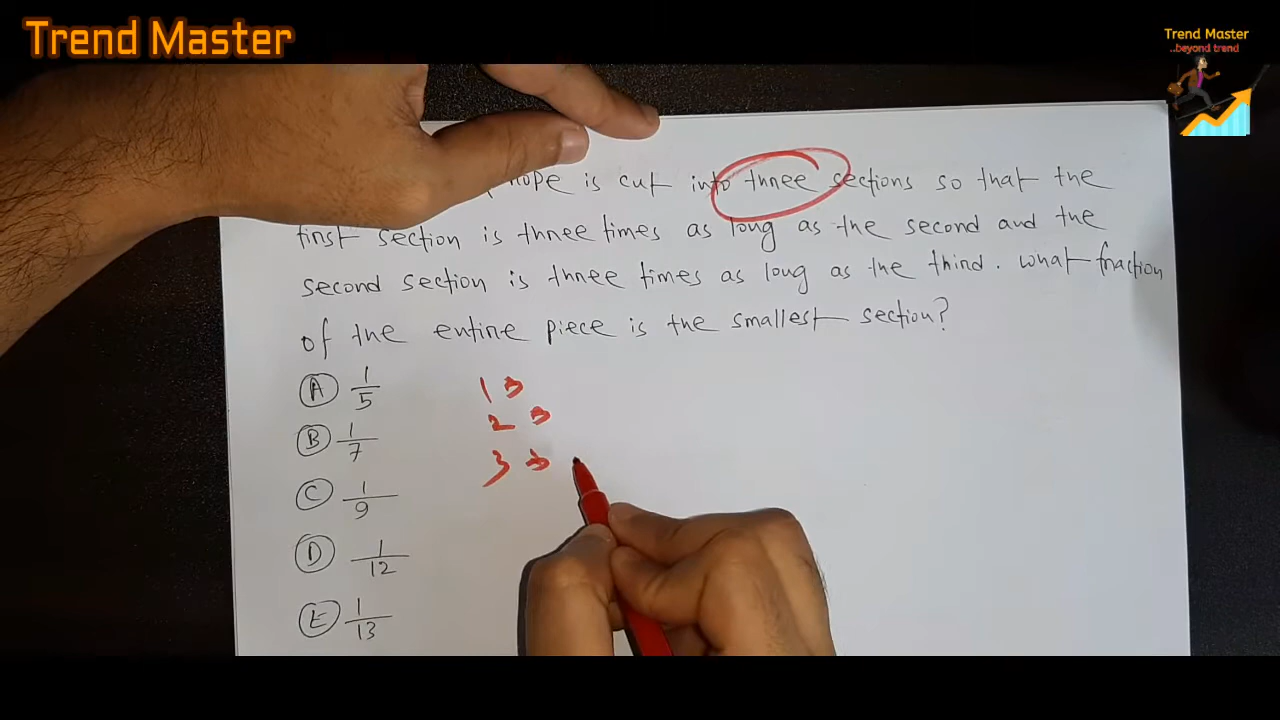 Trend Master
Trend Master
..beyond trend
rope is cut into three sections so that the
first section is three times as long as the second and the
second section is three times as long as the third. What fraction
of the entire piece is the smallest section?
(A) 1/5
(B) 1/7
(C) 1/9
(D) 1/12
(E) 1/13
1 →
2 →
3 →